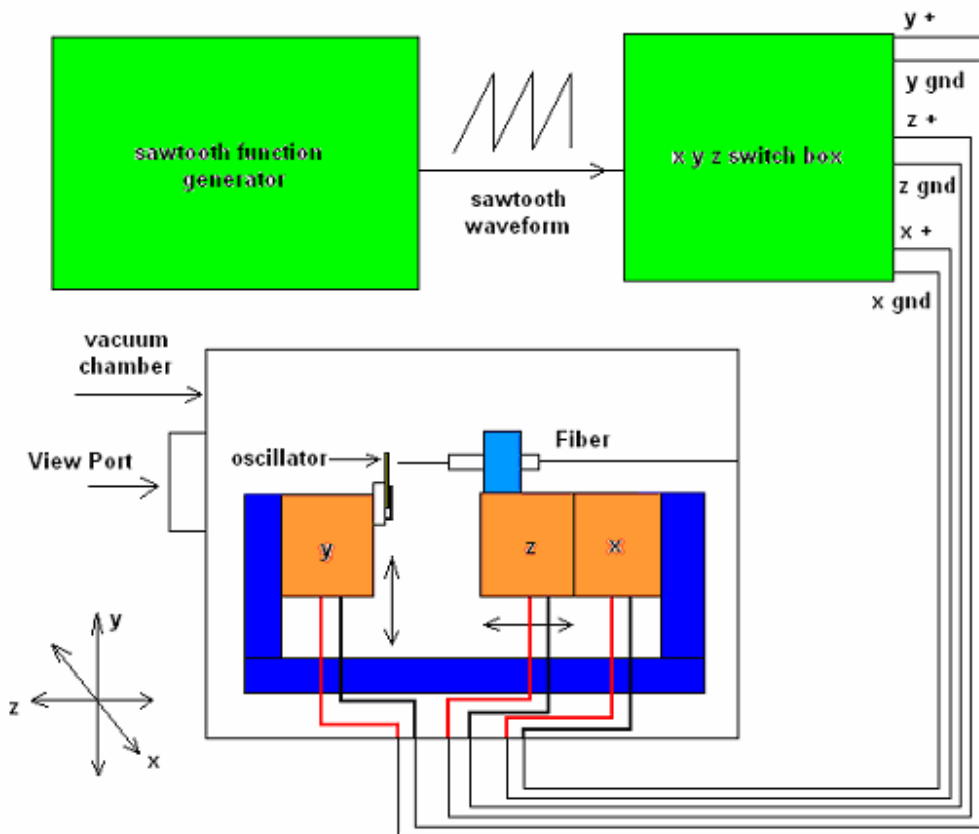 y +
y gnd
z +
sawtooth function
generator
x y z switch box
sawtooth
waveform
z gnd
x +
x gnd
vacuum
chamber
View Port
oscillator
Fiber
y
z
x
y
z
x